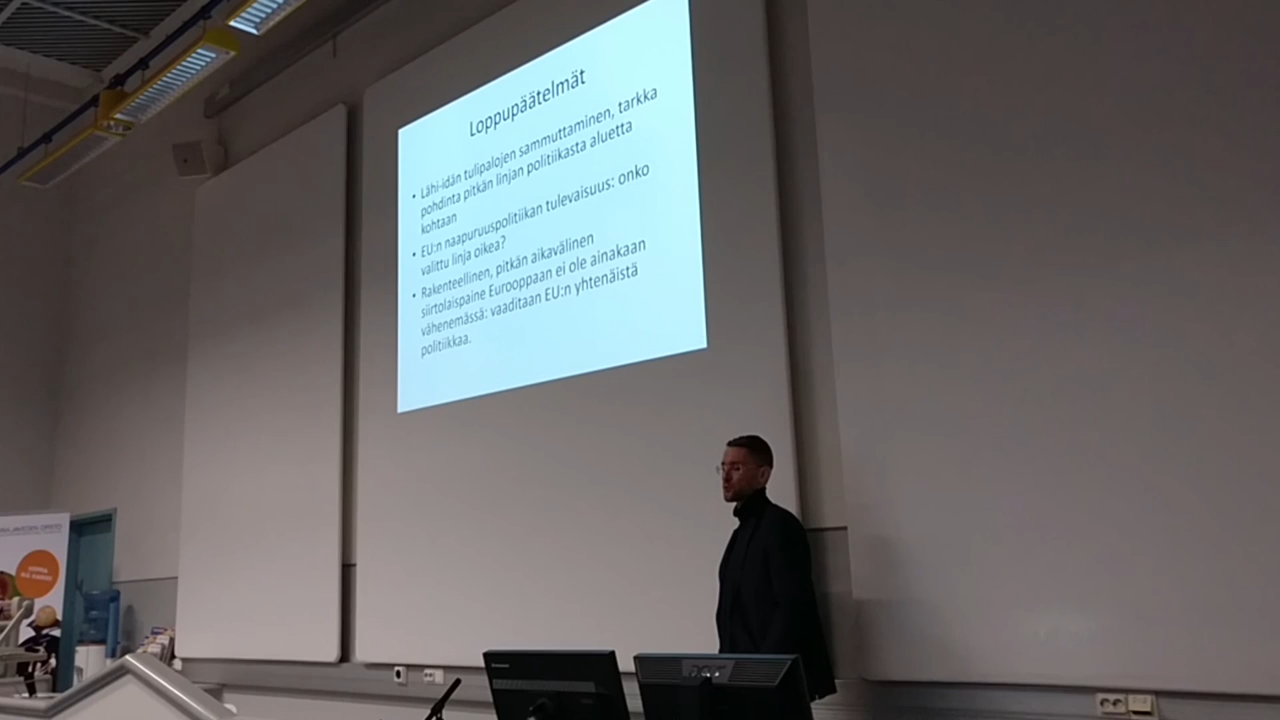 Loppupäätelmät
• Lähi-idän tulipalojen sammuttaminen, tarkka
pohdinta pitkän linjan politiikasta aluetta
kohtaan
• EU:n naapuruuspolitiikan tulevaisuus: onko
valittu linja oikea?
• Rakenteellinen, pitkän aikavälinen
siirtolaispaine Eurooppaan ei ole ainakaan
vähenemässä: vaaditaan EU:n yhtenäistä
politiikkaa.